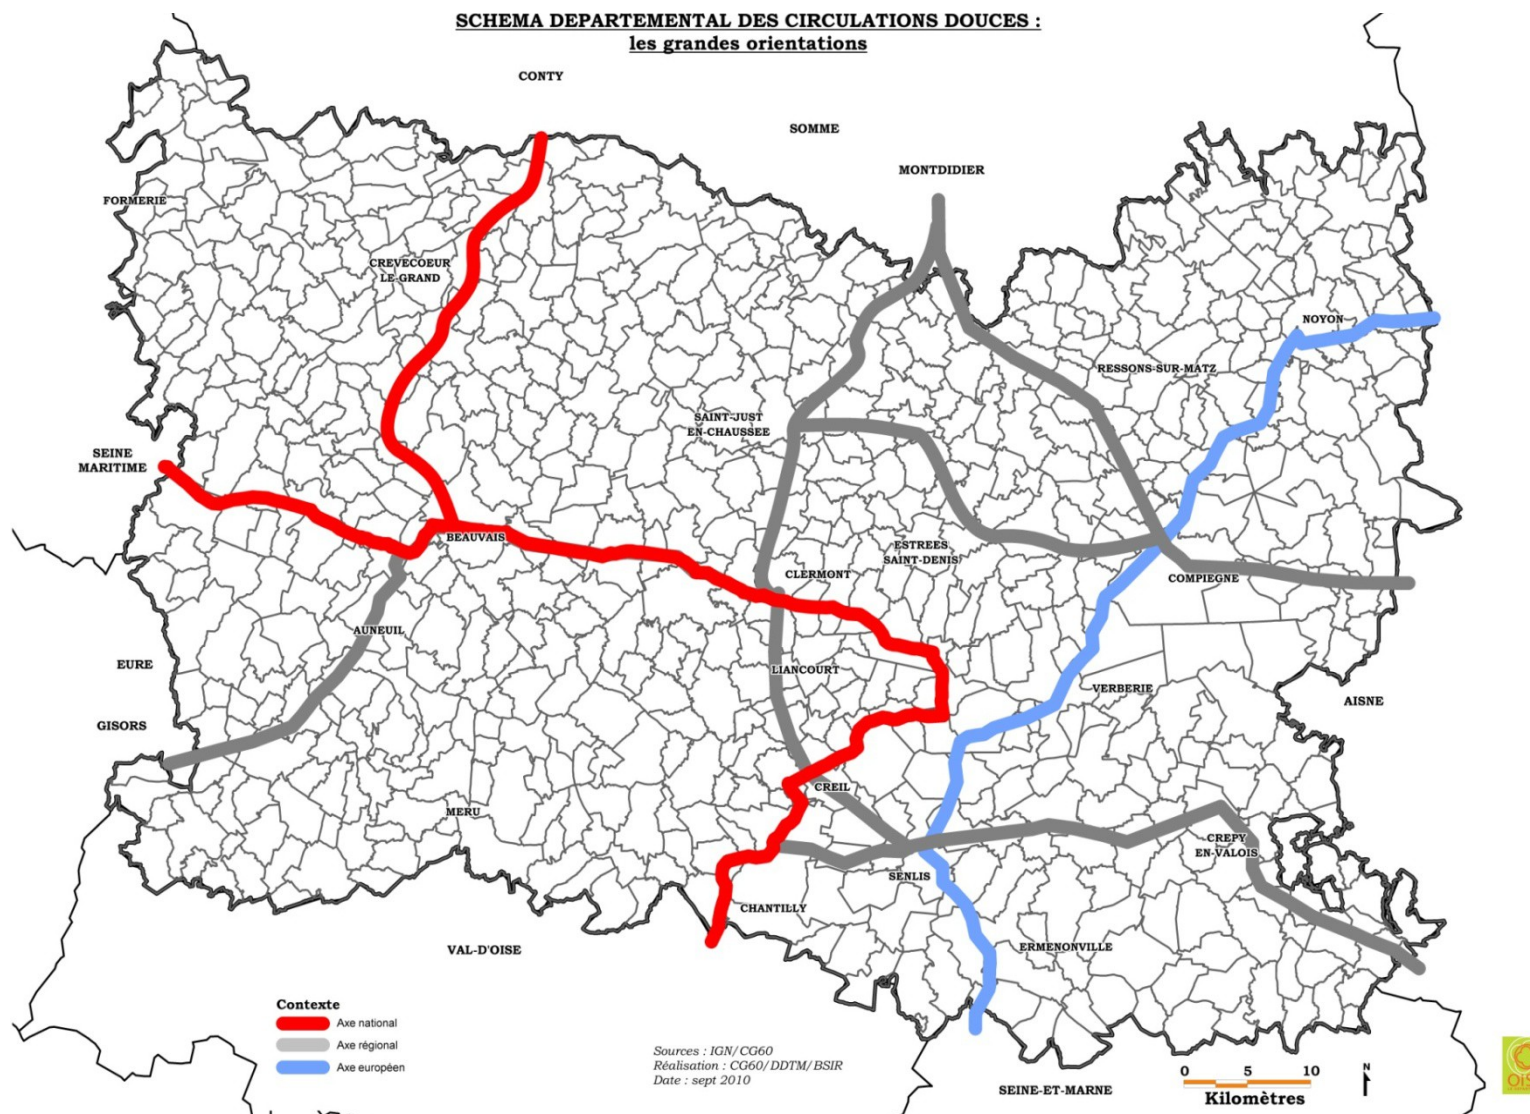 SCHEMA DEPARTEMENTAL DES CIRCULATIONS DOUCES :
les grandes orientations
CONTY
SOMME
MONTDIDIER
FORMERIE
CREVECOEUR
LE-GRAND
NOYON
RESSONS-SUR-MATZ
SAINT-JUST
EN-CHAUSSEE
SEINE
MARITIME
BEAUVAIS
ESTREES
SAINT-DENIS
CLERMONT
COMPIEGNE
AUNEUIL
EURE
LIANCOURT
VERBERIE
AISNE
GISORS
CREIL
MERU
CREPY
EN-VALOIS
SENLIS
CHANTILLY
ERMENONVILLE
VAL-D'OISE
Contexte
Axe national
Axe régional
Axe européen
Sources : IGN/CG60
Réalisation : CG60/DDTM/BSIR
Date : sept 2010
SEINE-ET-MARNE
0 5 10
Kilomètres
N